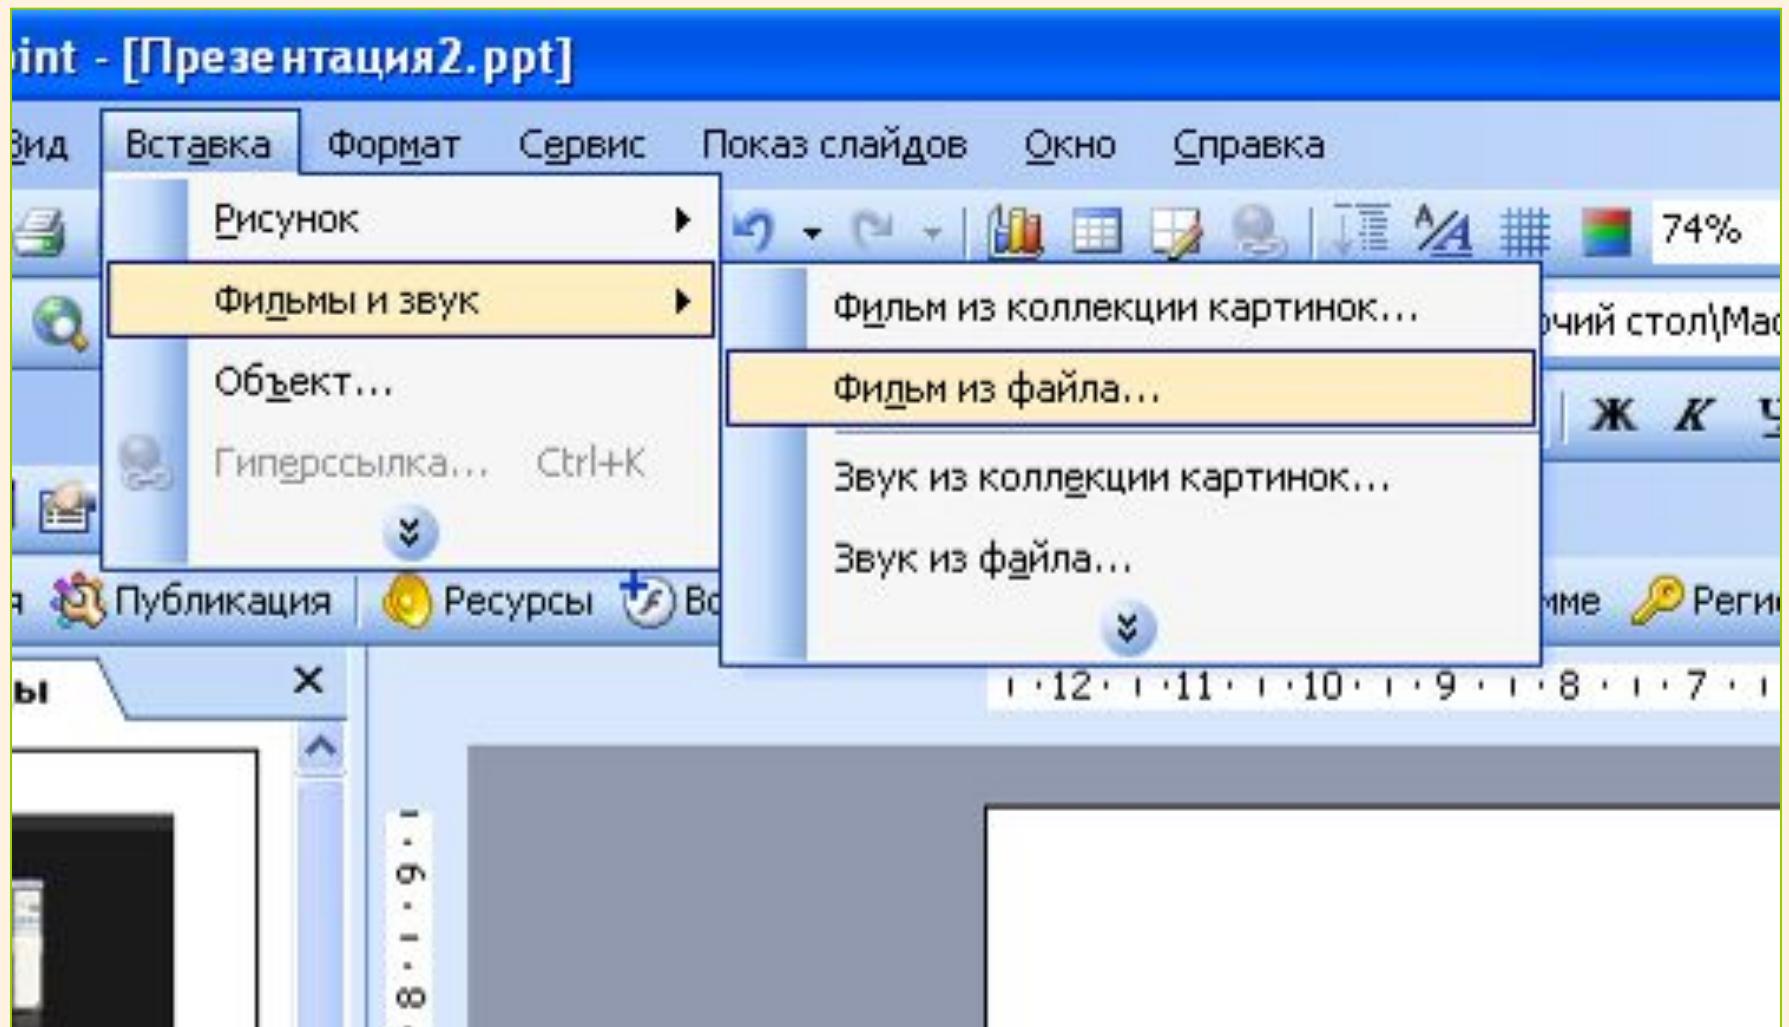 int - [Презентация2.ppt]
Вид Вставка Формат Сервис Показ слайдов Окно Справка
Рисунок
74%
Фильмы и звук
Фильм из коллекции картинок...
Объект...
Фильм из файла...
Ж К Ч
Гиперссылка... Ctrl+K
Звук из коллекции картинок...
Звук из файла...
Публикация Ресурсы
12 11 10 9 8 7
9
8